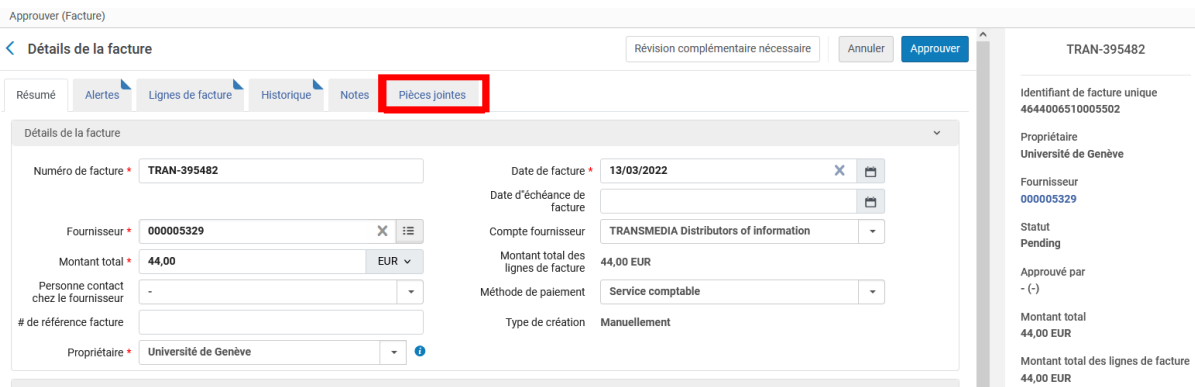 Approuver (Facture)
Détails de la facture
Révision complémentaire nécessaire
Annuler
Approuver
Résumé
Alertes
Lignes de facture
Historique
Notes
Pièces jointes
Détails de la facture
Numéro de facture * TRAN-395482
Date de facture * 13/03/2022
Date d"échéance de
facture
Fournisseur * 000005329
Compte fournisseur TRANSMEDIA Distributors of information
Montant total * 44,00 EUR
Montant total des
lignes de facture 44,00 EUR
Personne contact
chez le fournisseur -
Méthode de paiement Service comptable
# de référence facture
Type de création Manuellement
Propriétaire * Université de Genève
TRAN-395482
Identifiant de facture unique
4644006510005502
Propriétaire
Université de Genève
Fournisseur
000005329
Statut
Pending
Approuvé par
- (-)
Montant total
44,00 EUR
Montant total des lignes de facture
44,00 EUR